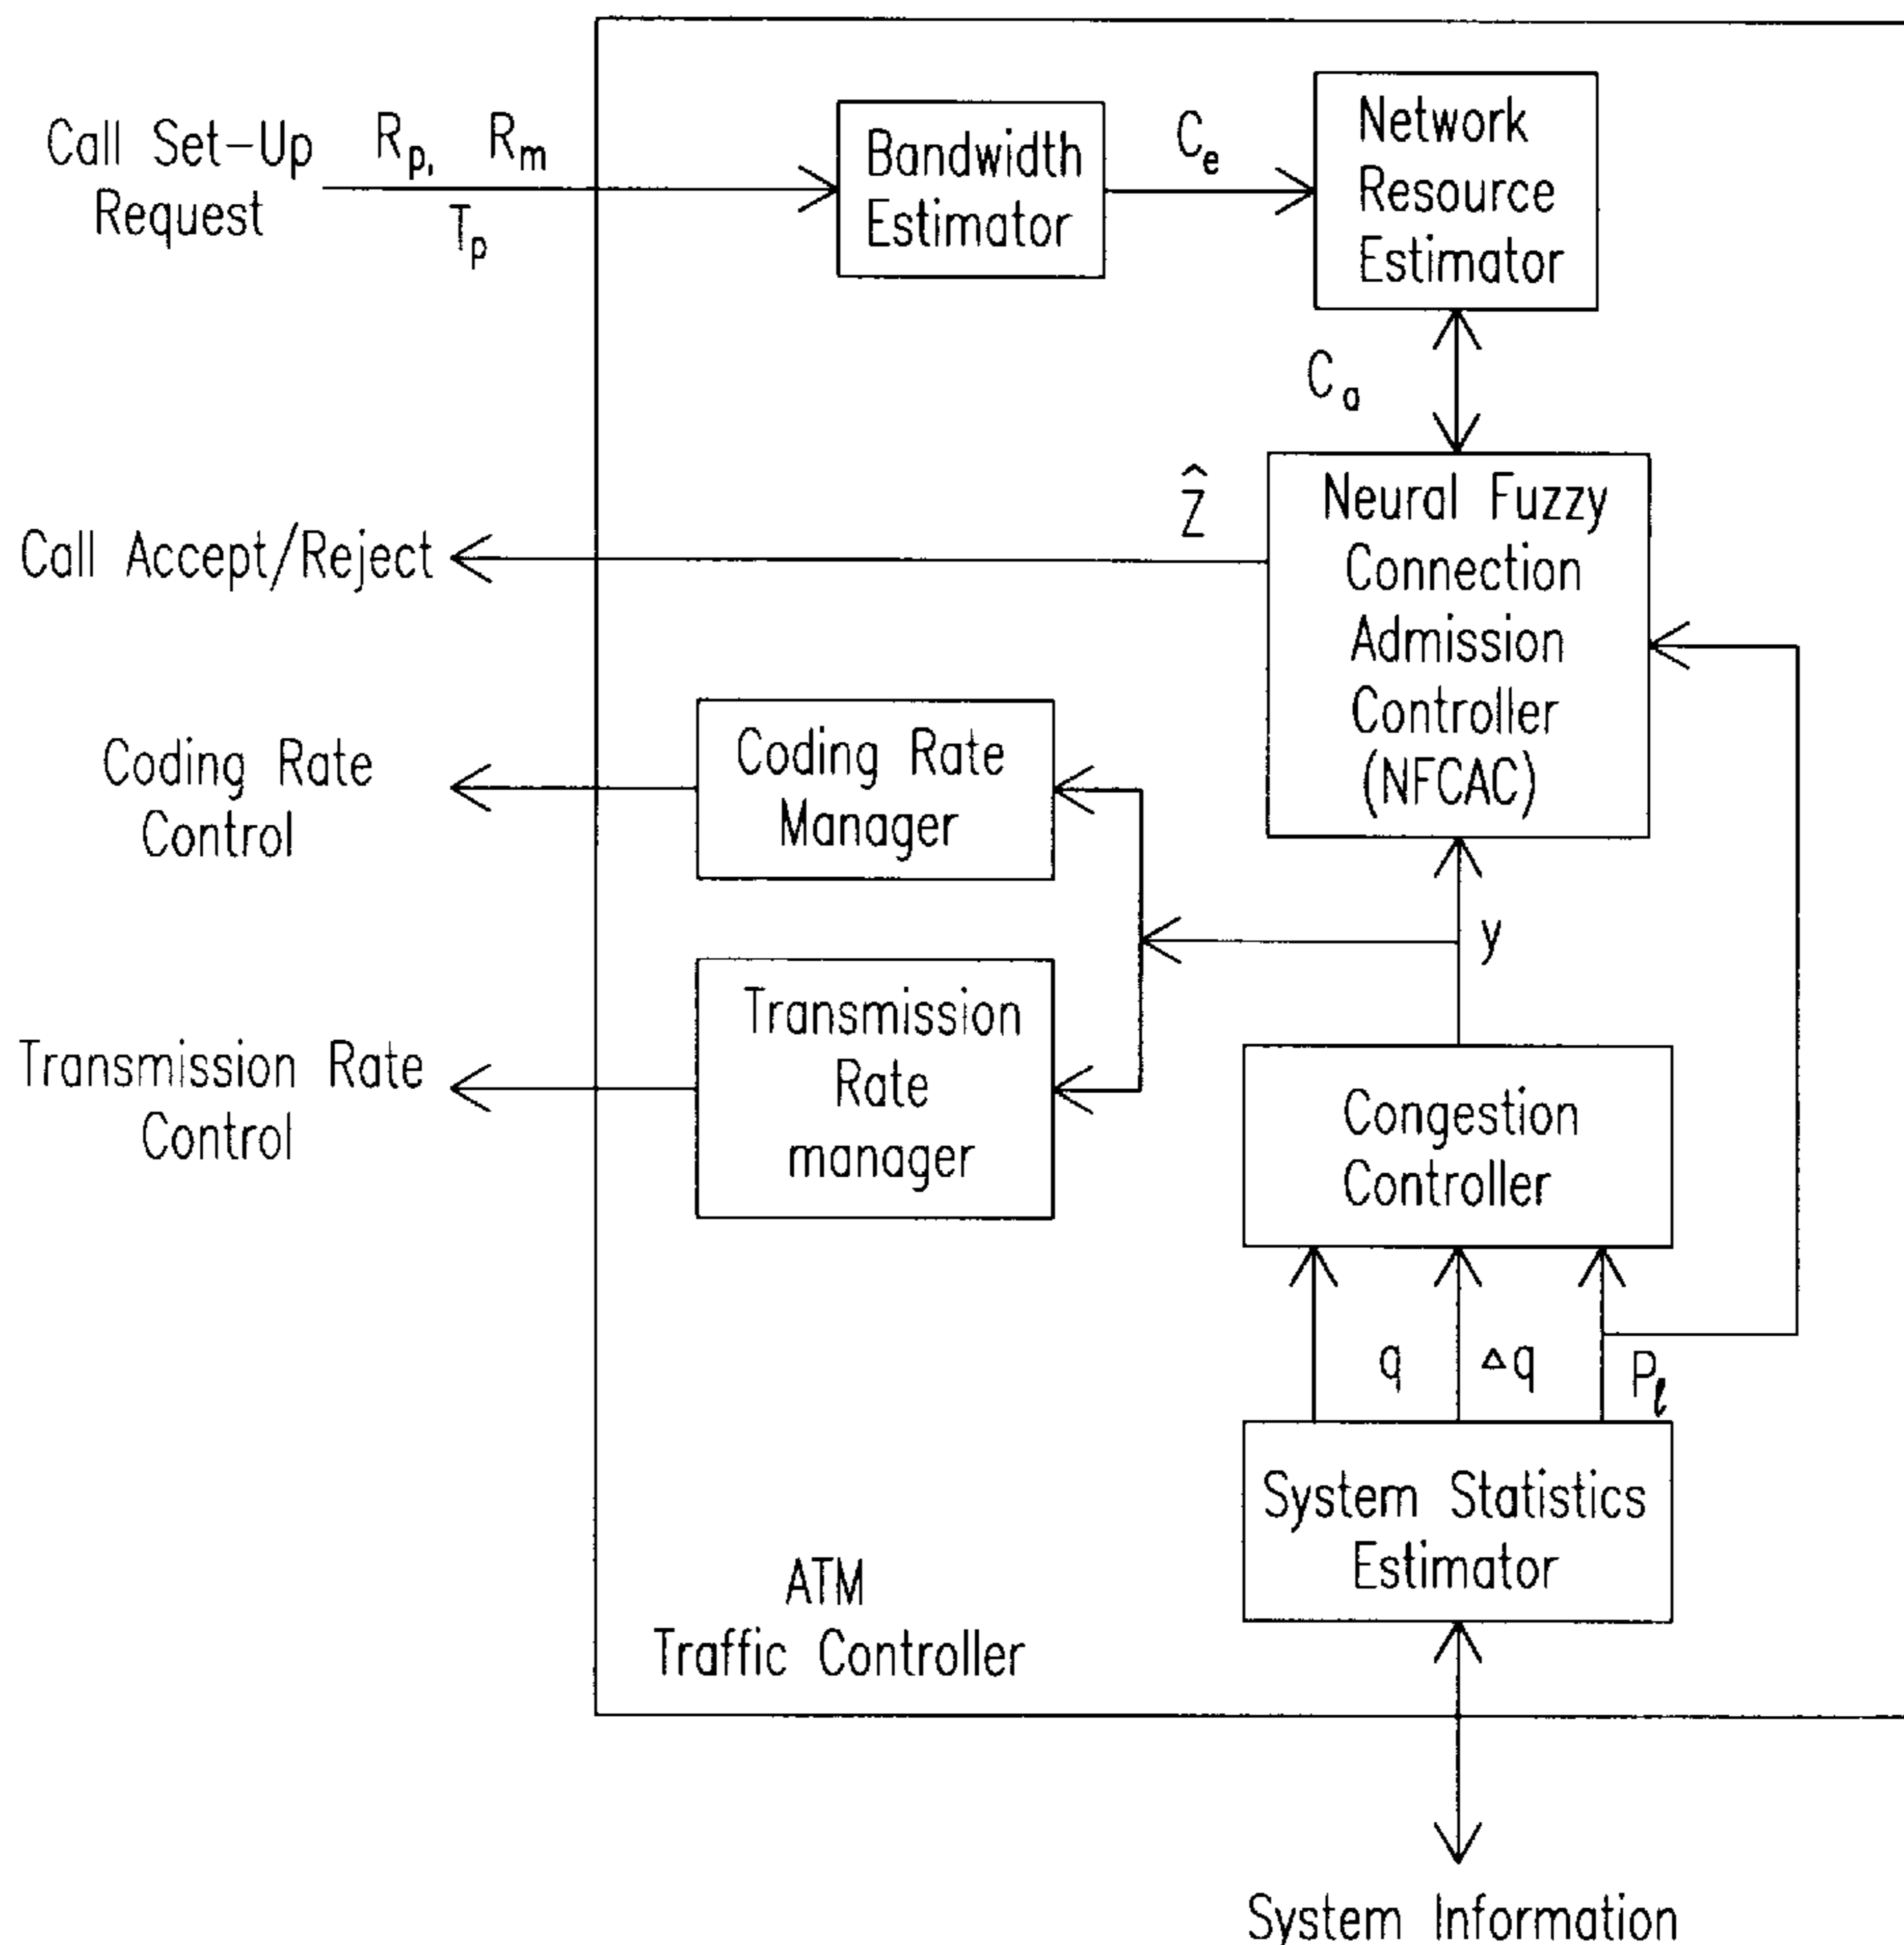 Call Set-Up
Request
Rp, Rm
Tp
Bandwidth
Estimator
Ce
Network
Resource
Estimator
Ca
Ẑ
Call Accept/Reject
Neural Fuzzy
Connection
Admission
Controller
(NFCAC)
Coding Rate
Control
Coding Rate
Manager
y
Transmission Rate
Control
Transmission
Rate
manager
Congestion
Controller
q
Δq
Pℓ
System Statistics
Estimator
ATM
Traffic Controller
System Information